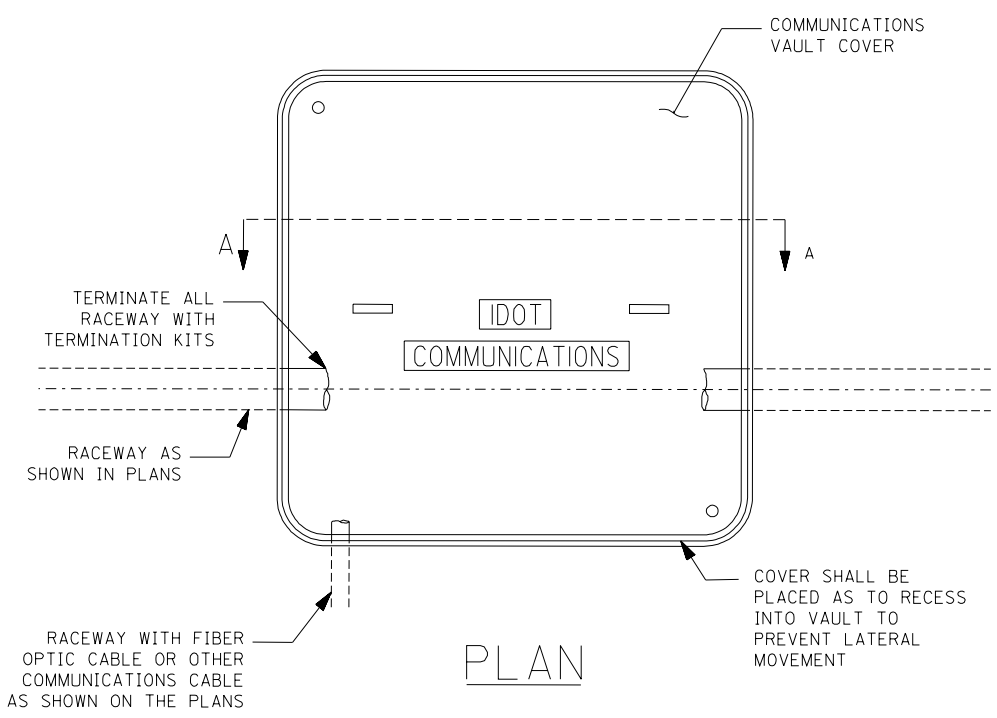 COMMUNICATIONS
VAULT COVER
A
A
TERMINATE ALL
RACEWAY WITH
TERMINATION KITS
IDOT
COMMUNICATIONS
RACEWAY AS
SHOWN IN PLANS
COVER SHALL BE
PLACED AS TO RECESS
INTO VAULT TO
PREVENT LATERAL
MOVEMENT
RACEWAY WITH FIBER
OPTIC CABLE OR OTHER
COMMUNICATIONS CABLE
AS SHOWN ON THE PLANS
PLAN